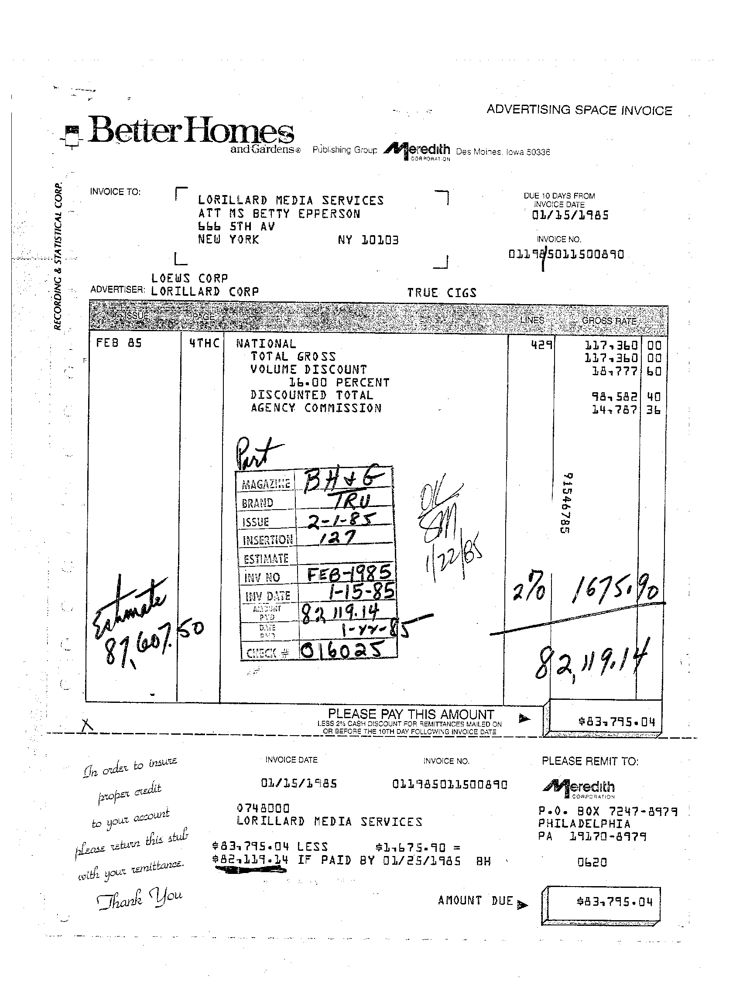 ADVERTISING SPACE INVOICE
Better Homes
and Gardens® Publishing Group Meredith CORPORATION Des Moines, Iowa 50336
RECORDING & STATISTICAL CORP.
INVOICE TO:
LORILLARD MEDIA SERVICES
ATT MS BETTY EPPERSON
666 5TH AV
NEW YORK NY 10103
DUE 10 DAYS FROM
INVOICE DATE
01/15/1985
INVOICE NO.
011985011500890
LOEWS CORP
ADVERTISER: LORILLARD CORP TRUE CIGS
ISSUE PAGE LINES GROSS RATE
FEB 85 4THC NATIONAL 429 117,360 00
TOTAL GROSS 117,360 00
VOLUME DISCOUNT 18,777 60
16.00 PERCENT
DISCOUNTED TOTAL 98,582 40
AGENCY COMMISSION 14,787 36
Part
MAGAZINE BH & G
BRAND TRU
ISSUE 2-1-85
INSERTION 127
ESTIMATE
INV NO FEB-1985
INV DATE 1-15-85
AMOUNT PYD 82119.14
DATE 1-22-85
CHECK # 016025
OK
SM
1/22/85
91546785
Estimate
87,607.50
2% 1675.90
82,119.14
PLEASE PAY THIS AMOUNT
LESS 2% CASH DISCOUNT FOR REMITTANCES MAILED ON
OR BEFORE THE 10TH DAY FOLLOWING INVOICE DATE
$83,795.04
X
In order to insure
proper credit
to your account
please return this stub
with your remittance.
Thank You
INVOICE DATE INVOICE NO.
01/15/1985 011985011500890
0748000
LORILLARD MEDIA SERVICES
$83,795.04 LESS $1,675.90 =
$82,119.14 IF PAID BY 01/25/1985 BH
PLEASE REMIT TO:
Meredith
CORPORATION
P.O. BOX 7247-8979
PHILADELPHIA
PA 19170-8979
0620
AMOUNT DUE $83,795.04